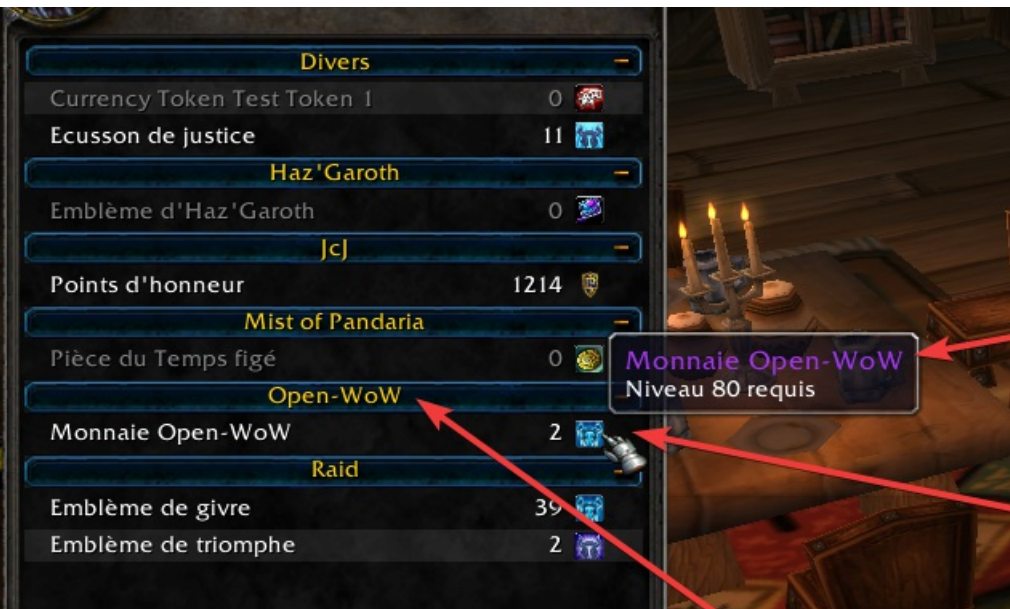 Divers
Currency Token Test Token 1 0
Ecusson de justice 11
Haz'Garoth
Emblème d'Haz'Garoth 0
JcJ
Points d'honneur 1214
Mist of Pandaria
Pièce du Temps figé 0
Monnaie Open-WoW
Niveau 80 requis
Open-WoW
Monnaie Open-WoW 2
Raid
Emblème de givre 39
Emblème de triomphe 2